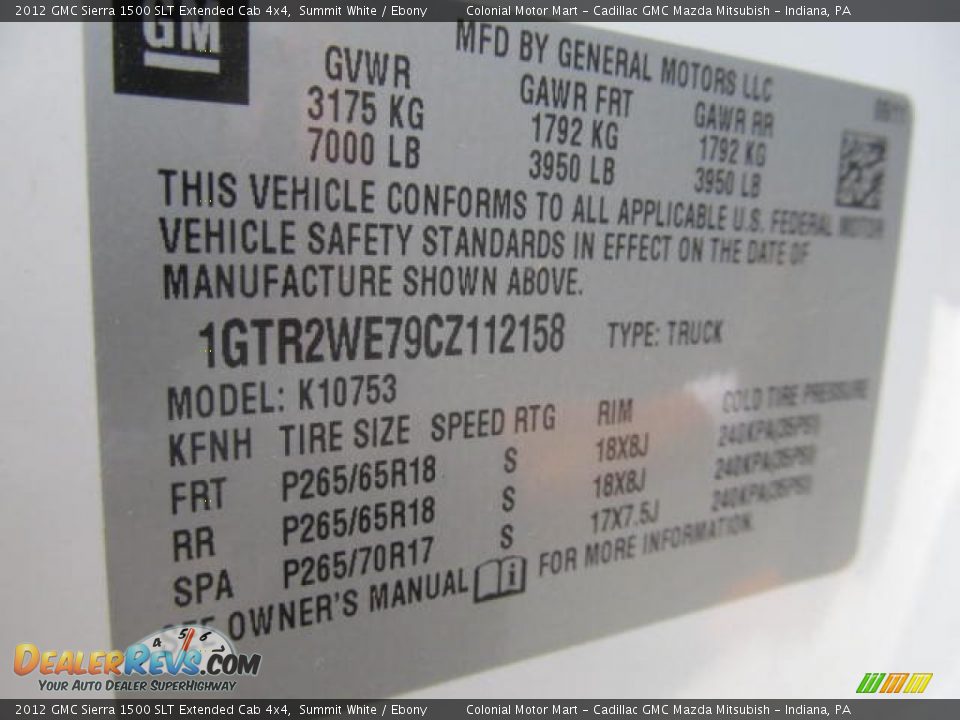 2012 GMC Sierra 1500 SLT Extended Cab 4x4, Summit White / Ebony Colonial Motor Mart - Cadillac GMC Mazda Mitsubish - Indiana, PA
GM
MFD BY GENERAL MOTORS LLC
GVWR GAWR FRT GAWR RR
3175 KG 1792 KG 1792 KG
7000 LB 3950 LB 3950 LB
THIS VEHICLE CONFORMS TO ALL APPLICABLE U.S. FEDERAL MOTOR
VEHICLE SAFETY STANDARDS IN EFFECT ON THE DATE OF
MANUFACTURE SHOWN ABOVE.
1GTR2WE79CZ112158 TYPE: TRUCK
MODEL: K10753
KFNH TIRE SIZE SPEED RTG RIM COLD TIRE PRESSURE
FRT P265/65R18 S 18X8J 240KPA(35PSI)
RR P265/65R18 S 18X8J 240KPA(35PSI)
SPA P265/70R17 S 17X7.5J 240KPA(35PSI)
SEE OWNER'S MANUAL FOR MORE INFORMATION.
4 5 6 7
DEALERREVS.COM
YOUR AUTO DEALER SUPERHIGHWAY
2012 GMC Sierra 1500 SLT Extended Cab 4x4, Summit White / Ebony Colonial Motor Mart - Cadillac GMC Mazda Mitsubish - Indiana, PA